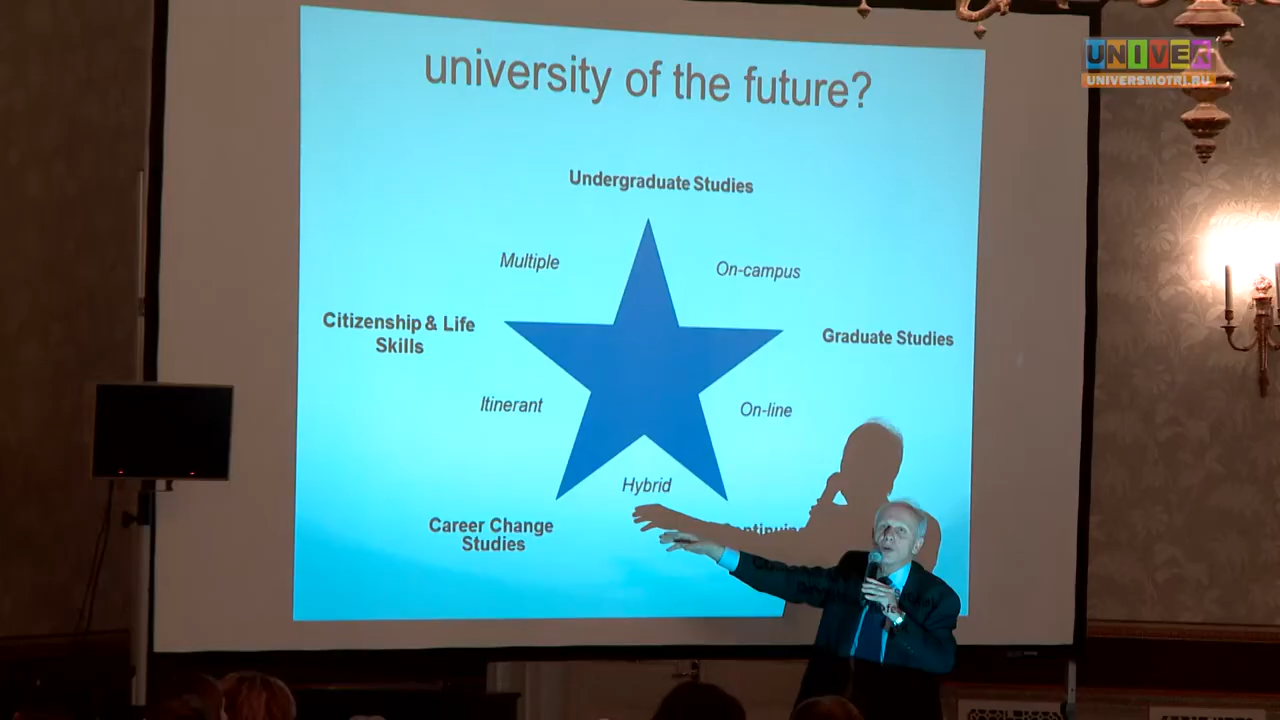 UNIVER
UNIVERSMOTRI.RU
university of the future?
Undergraduate Studies
Multiple
On-campus
Citizenship & Life
Skills
Graduate Studies
Itinerant
On-line
Hybrid
Career Change
Studies